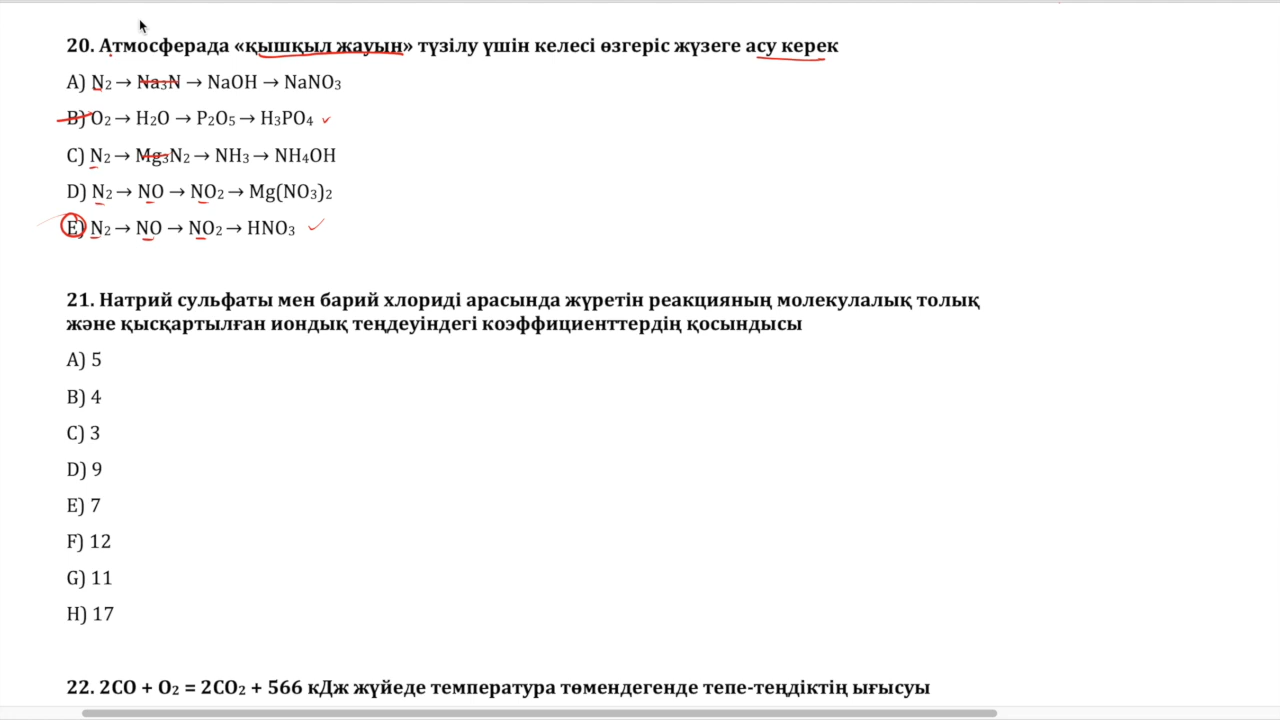 20. Атмосферада «қышқыл жауын» түзілу үшін келесі өзгеріс жүзеге асу керек
A) N₂ → Na₃N → NaOH → NaNO₃
B) O₂ → H₂O → P₂O₅ → H₃PO₄
C) N₂ → Mg₃N₂ → NH₃ → NH₄OH
D) N₂ → NO → NO₂ → Mg(NO₃)₂
E) N₂ → NO → NO₂ → HNO₃
21. Натрий сульфаты мен барий хлориді арасында жүретін реакцияның молекулалық толық
және қысқартылған иондық теңдеуіндегі коэффициенттердің қосындысы
A) 5
B) 4
C) 3
D) 9
E) 7
F) 12
G) 11
H) 17
22. 2CO + O₂ = 2CO₂ + 566 кДж жүйеде температура төмендегенде тепе-теңдіктің ығысуы